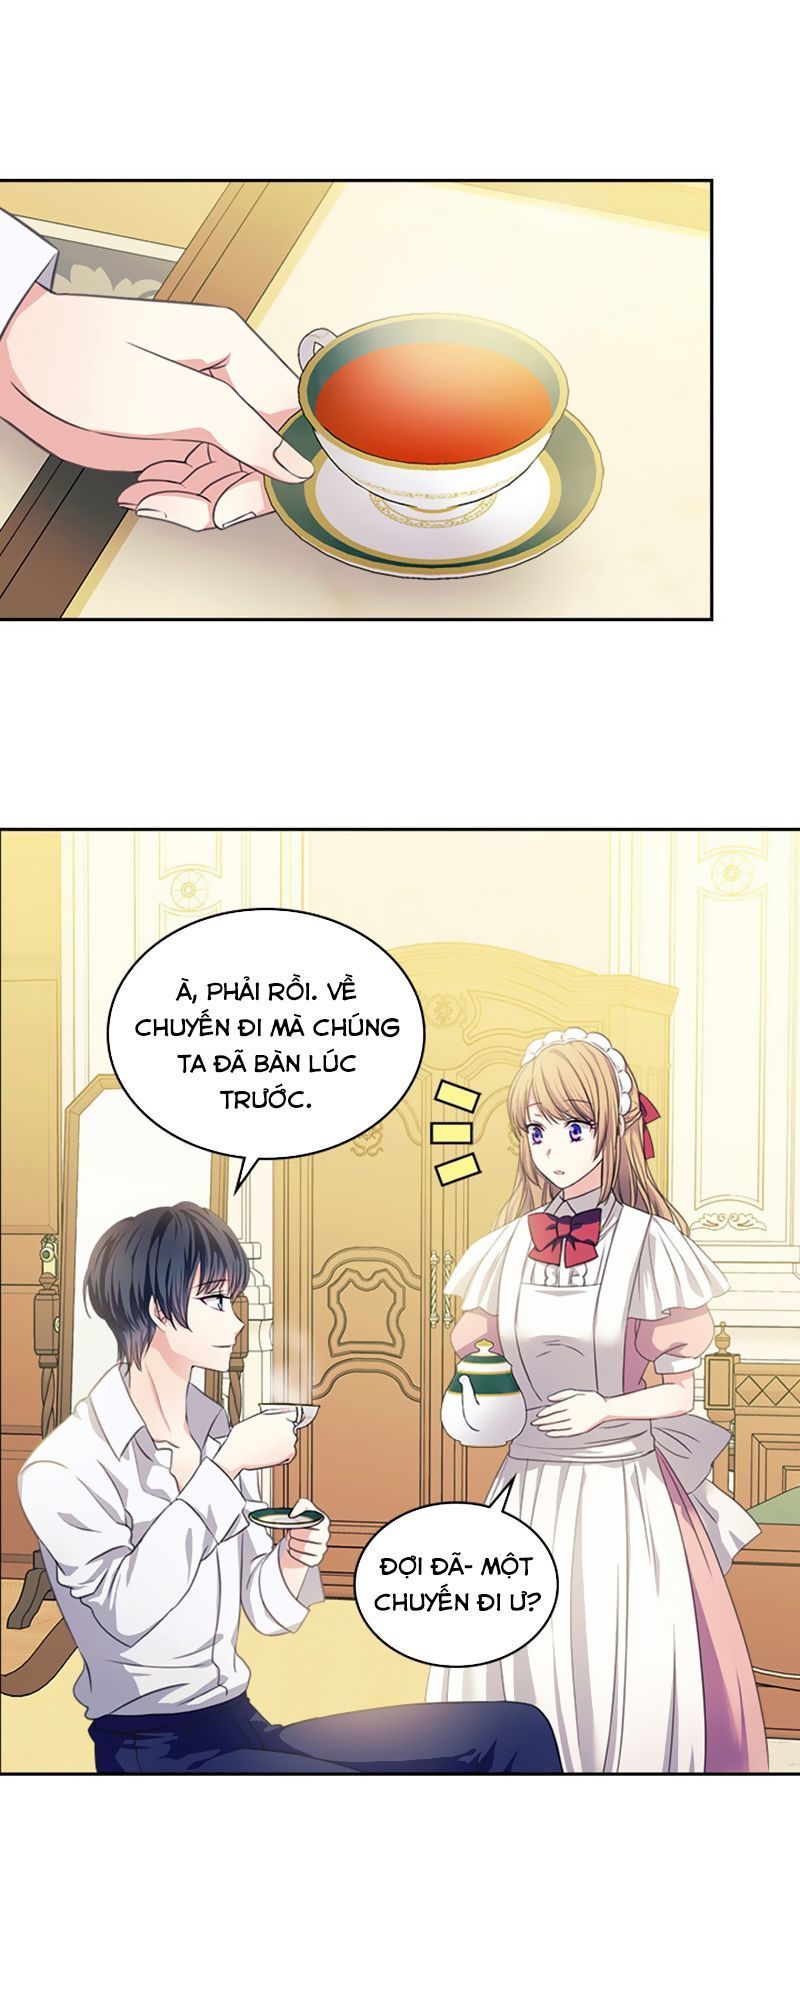 À, PHẢI RỒI. VỀ
CHUYẾN ĐI MÀ CHÚNG
TA ĐÃ BÀN LÚC
TRƯỚC.
ĐỢI ĐÃ- MỘT
CHUYẾN ĐI Ư?